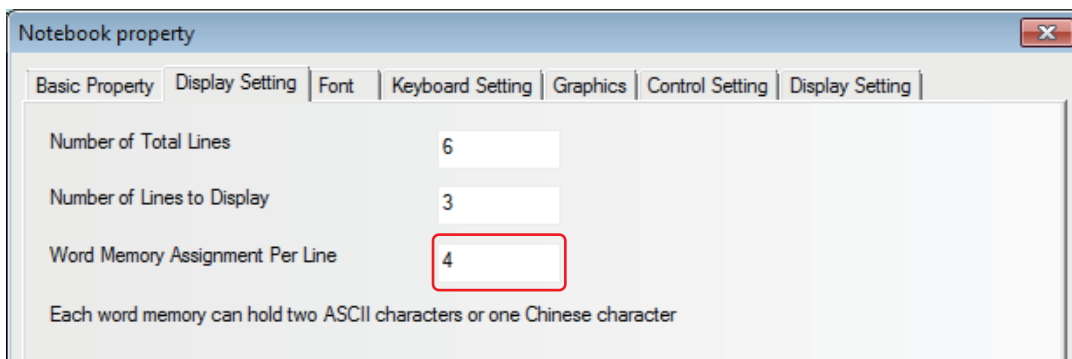 Notebook property
Basic Property Display Setting Font Keyboard Setting Graphics Control Setting Display Setting
Number of Total Lines 6
Number of Lines to Display 3
Word Memory Assignment Per Line 4
Each word memory can hold two ASCII characters or one Chinese character